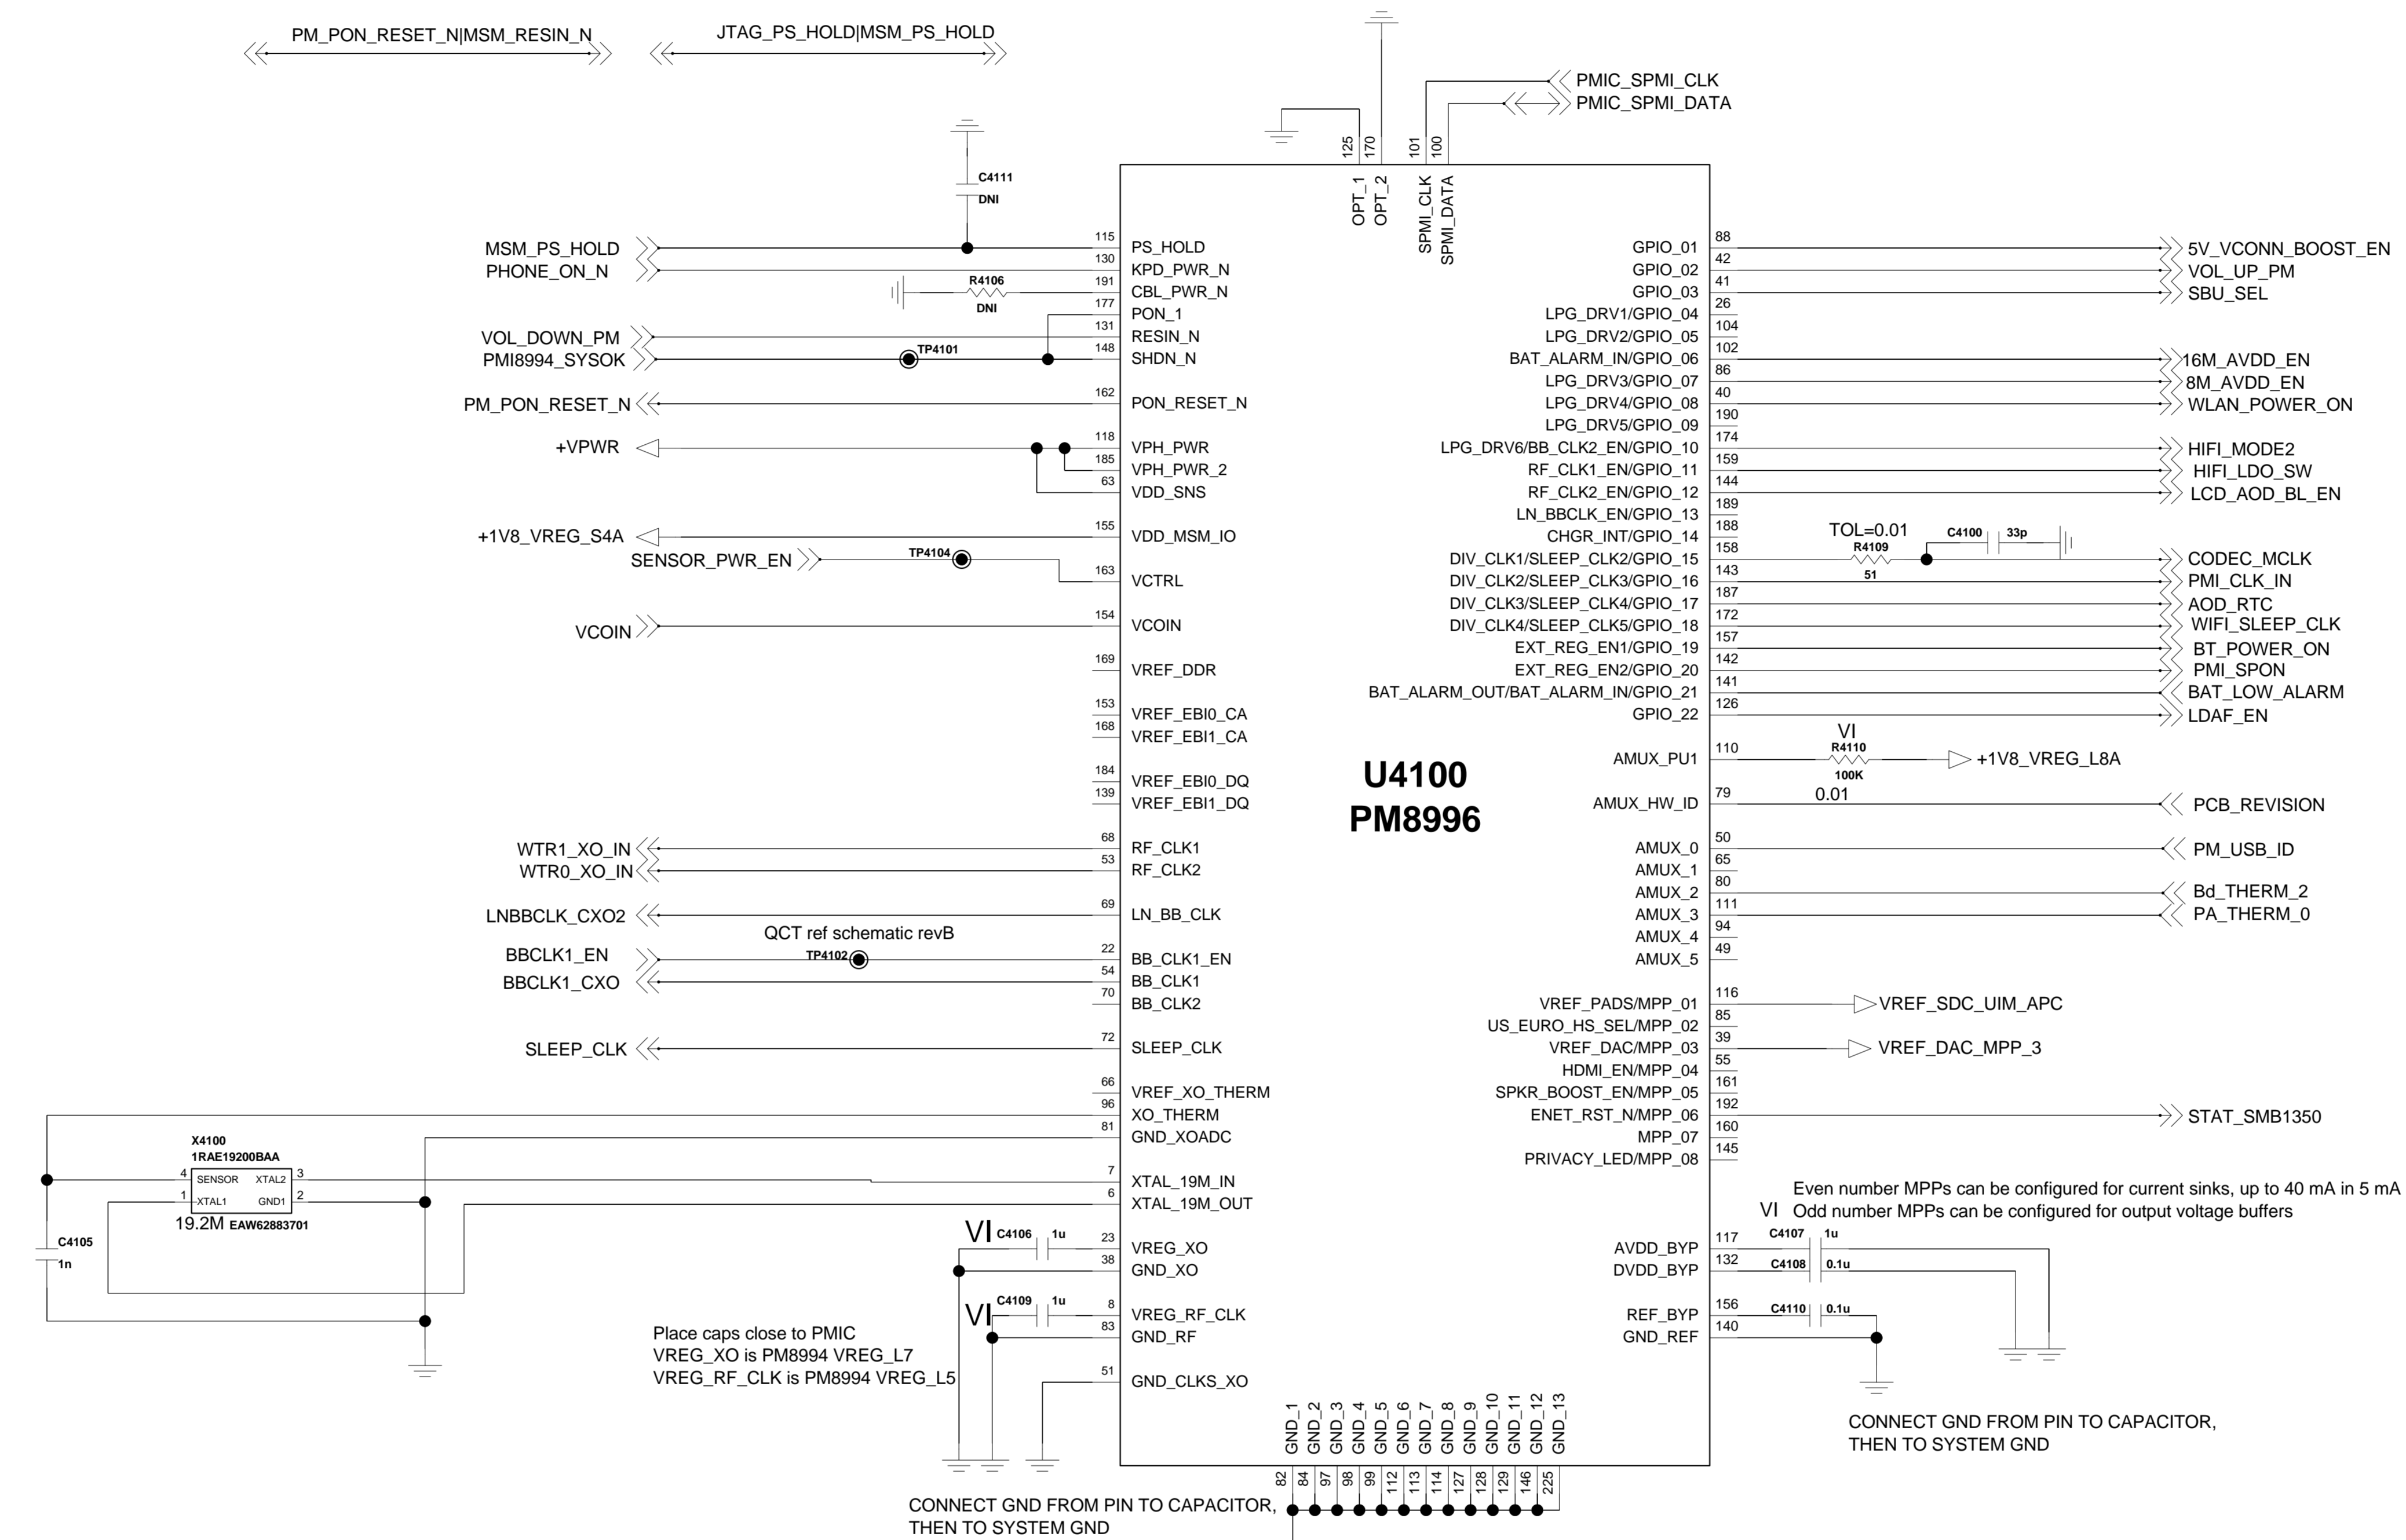 PM_PON_RESET_N|MSM_RESIN_N
JTAG_PS_HOLD|MSM_PS_HOLD
PMIC_SPMI_CLK
PMIC_SPMI_DATA
125
170
101
100
OPT_1
OPT_2
SPMI_CLK
SPMI_DATA
C4111
DNI
MSM_PS_HOLD 115 PS_HOLD
PHONE_ON_N 130 KPD_PWR_N
R4106
DNI
191 CBL_PWR_N
177 PON_1
VOL_DOWN_PM 131 RESIN_N
PMI8994_SYSOK TP4101 148 SHDN_N
PM_PON_RESET_N 162 PON_RESET_N
+VPWR 118 VPH_PWR
185 VPH_PWR_2
63 VDD_SNS
+1V8_VREG_S4A 155 VDD_MSM_IO
SENSOR_PWR_EN TP4104
163 VCTRL
VCOIN 154 VCOIN
169 VREF_DDR
153 VREF_EBI0_CA
168 VREF_EBI1_CA
184 VREF_EBI0_DQ
139 VREF_EBI1_DQ
WTR1_XO_IN 68 RF_CLK1
WTR0_XO_IN 53 RF_CLK2
LNBBCLK_CXO2 69 LN_BB_CLK
QCT ref schematic revB
BBCLK1_EN TP4102 22 BB_CLK1_EN
BBCLK1_CXO 54 BB_CLK1
70 BB_CLK2
SLEEP_CLK 72 SLEEP_CLK
66 VREF_XO_THERM
96 XO_THERM
81 GND_XOADC
X4100
1RAE19200BAA
4 SENSOR XTAL2 3
1 XTAL1 GND1 2
19.2M EAW62883701
C4105
1n
7 XTAL_19M_IN
6 XTAL_19M_OUT
VI C4106 1u 23 VREG_XO
38 GND_XO
VI C4109 1u 8 VREG_RF_CLK
83 GND_RF
Place caps close to PMIC
VREG_XO is PM8994 VREG_L7
VREG_RF_CLK is PM8994 VREG_L5
51 GND_CLKS_XO
U4100
PM8996
GPIO_01 88 5V_VCONN_BOOST_EN
GPIO_02 42 VOL_UP_PM
GPIO_03 41 SBU_SEL
LPG_DRV1/GPIO_04 26
LPG_DRV2/GPIO_05 104
BAT_ALARM_IN/GPIO_06 102 16M_AVDD_EN
LPG_DRV3/GPIO_07 86 8M_AVDD_EN
LPG_DRV4/GPIO_08 40 WLAN_POWER_ON
LPG_DRV5/GPIO_09 190
LPG_DRV6/BB_CLK2_EN/GPIO_10 174 HIFI_MODE2
RF_CLK1_EN/GPIO_11 159 HIFI_LDO_SW
RF_CLK2_EN/GPIO_12 144 LCD_AOD_BL_EN
LN_BBCLK_EN/GPIO_13 189
CHGR_INT/GPIO_14 188
TOL=0.01
R4109
51
C4100 33p
DIV_CLK1/SLEEP_CLK2/GPIO_15 158 CODEC_MCLK
DIV_CLK2/SLEEP_CLK3/GPIO_16 143 PMI_CLK_IN
DIV_CLK3/SLEEP_CLK4/GPIO_17 187 AOD_RTC
DIV_CLK4/SLEEP_CLK5/GPIO_18 172 WIFI_SLEEP_CLK
EXT_REG_EN1/GPIO_19 157 BT_POWER_ON
EXT_REG_EN2/GPIO_20 142 PMI_SPON
BAT_ALARM_OUT/BAT_ALARM_IN/GPIO_21 141 BAT_LOW_ALARM
GPIO_22 126 LDAF_EN
VI
R4110
100K
0.01
AMUX_PU1 110 +1V8_VREG_L8A
AMUX_HW_ID 79 PCB_REVISION
AMUX_0 50 PM_USB_ID
AMUX_1 65
AMUX_2 80 Bd_THERM_2
AMUX_3 111 PA_THERM_0
AMUX_4 94
AMUX_5 49
VREF_PADS/MPP_01 116 VREF_SDC_UIM_APC
US_EURO_HS_SEL/MPP_02 85
VREF_DAC/MPP_03 39 VREF_DAC_MPP_3
HDMI_EN/MPP_04 55
SPKR_BOOST_EN/MPP_05 161
ENET_RST_N/MPP_06 192 STAT_SMB1350
MPP_07 160
PRIVACY_LED/MPP_08 145
Even number MPPs can be configured for current sinks, up to 40 mA in 5 mA
VI Odd number MPPs can be configured for output voltage buffers
AVDD_BYP 117 C4107 1u
DVDD_BYP 132 C4108 0.1u
REF_BYP 156 C4110 0.1u
GND_REF 140
CONNECT GND FROM PIN TO CAPACITOR,
THEN TO SYSTEM GND
GND_1
GND_2
GND_3
GND_4
GND_5
GND_6
GND_7
GND_8
GND_9
GND_10
GND_11
GND_12
GND_13
82
84
97
98
99
112
113
114
127
128
129
146
225
CONNECT GND FROM PIN TO CAPACITOR,
THEN TO SYSTEM GND